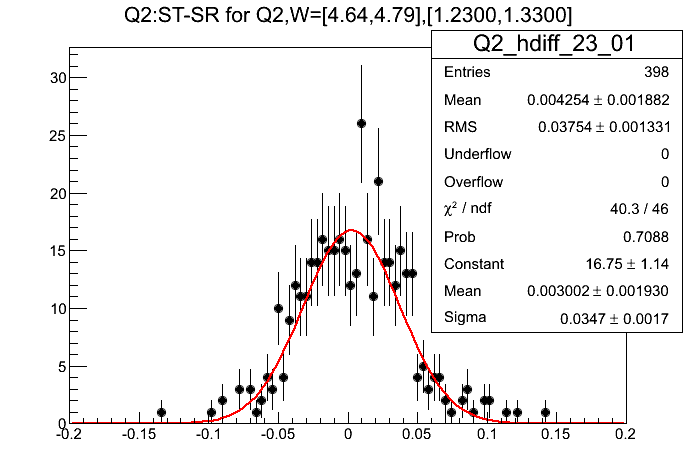 Q2:ST-SR for Q2,W=[4.64,4.79],[1.2300,1.3300]
Q2_hdiff_23_01
Entries 398
Mean 0.004254 ± 0.001882
RMS 0.03754 ± 0.001331
Underflow 0
Overflow 0
χ² / ndf 40.3 / 46
Prob 0.7088
Constant 16.75 ± 1.14
Mean 0.003002 ± 0.001930
Sigma 0.0347 ± 0.0017
30
25
20
15
10
5
0
-0.2 -0.15 -0.1 -0.05 0 0.05 0.1 0.15 0.2